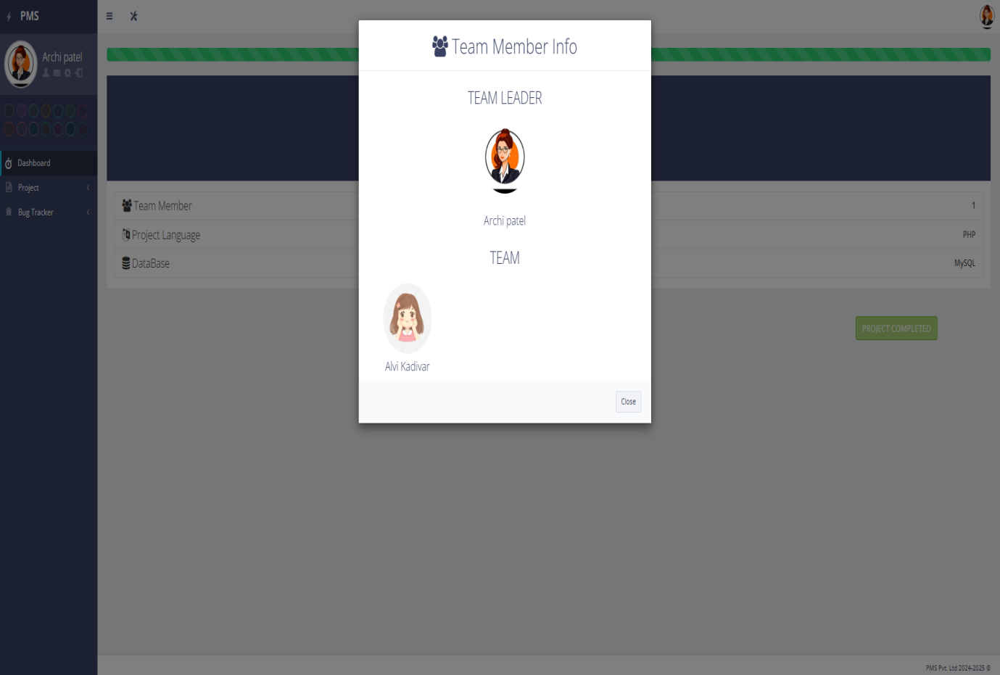 PMS
Archi patel
Dashboard
Project
Bug Tracker
Team Member Info
TEAM LEADER
Archi patel
TEAM
Alvi Kadivar
Close
Team Member 1
Project Language PHP
DataBase MySQL
PROJECT COMPLETED
PMS Pvt. Ltd 2024-2025 ©